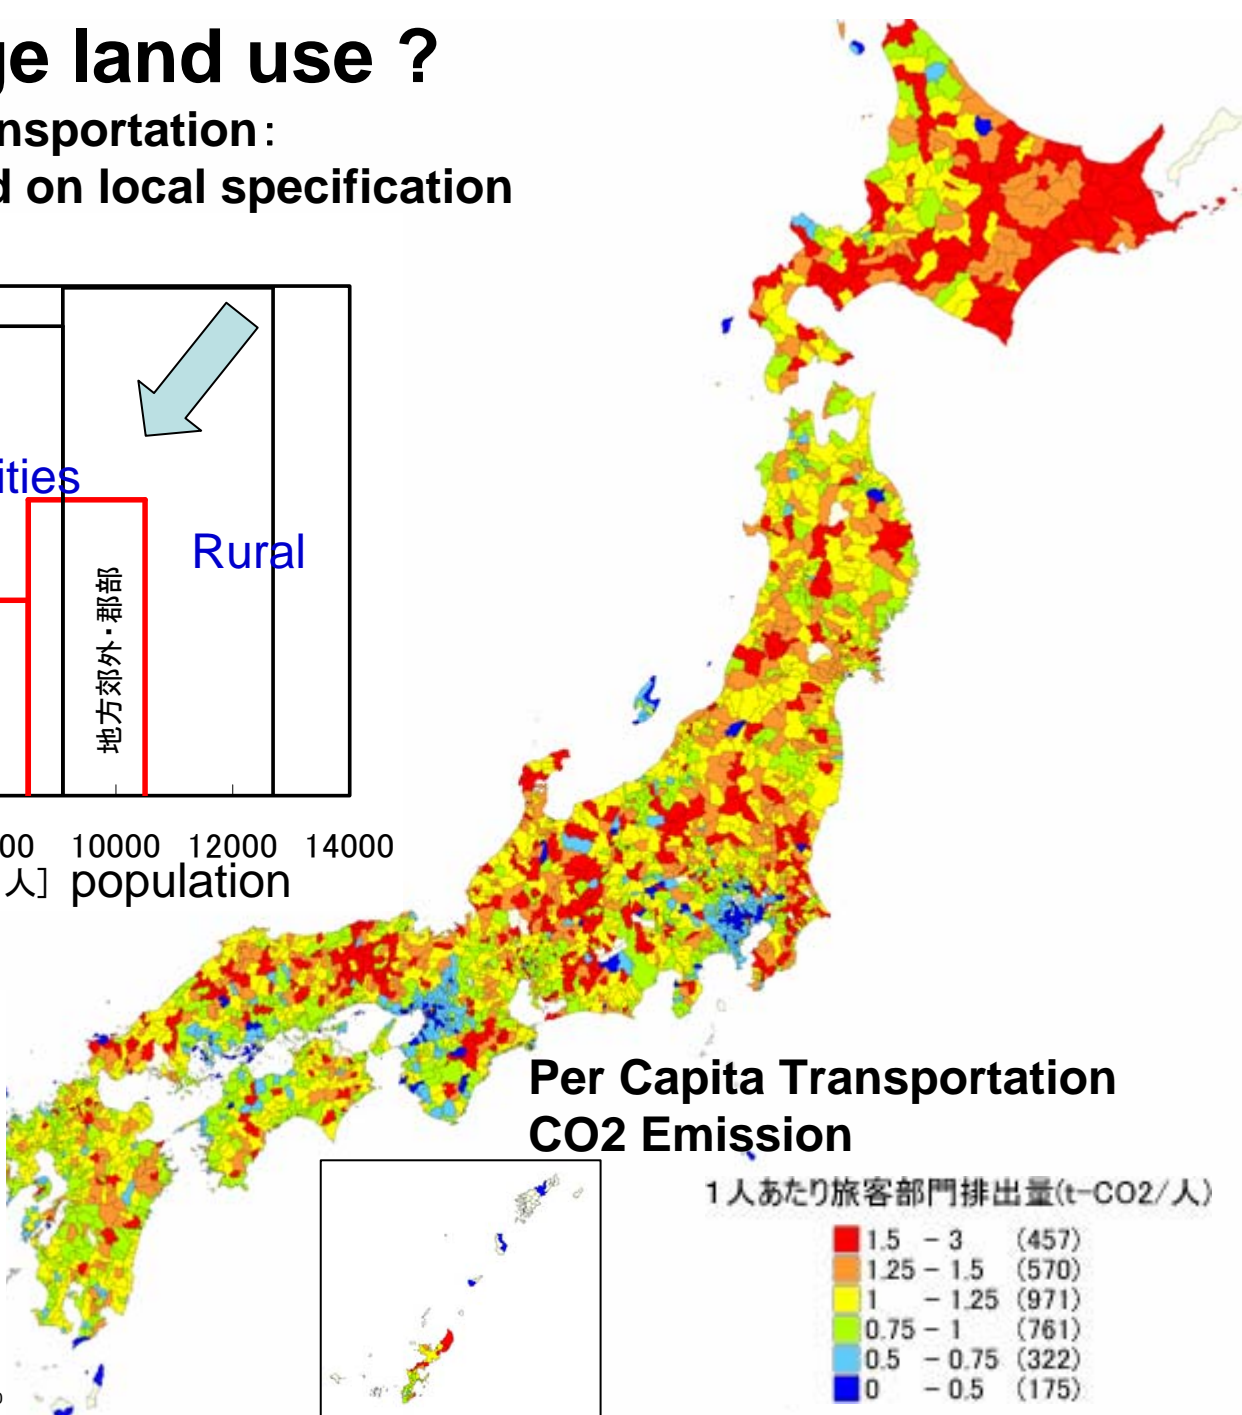 ge land use ?
nsportation：
d on local specification
ities
Rural
地方郊外・郡部
00 10000 12000 14000
人] population
Per Capita Transportation
CO2 Emission
1人あたり旅客部門排出量(t-CO2/人)
1.5 - 3 (457)
1.25 - 1.5 (570)
1 - 1.25 (971)
0.75 - 1 (761)
0.5 - 0.75 (322)
0 - 0.5 (175)